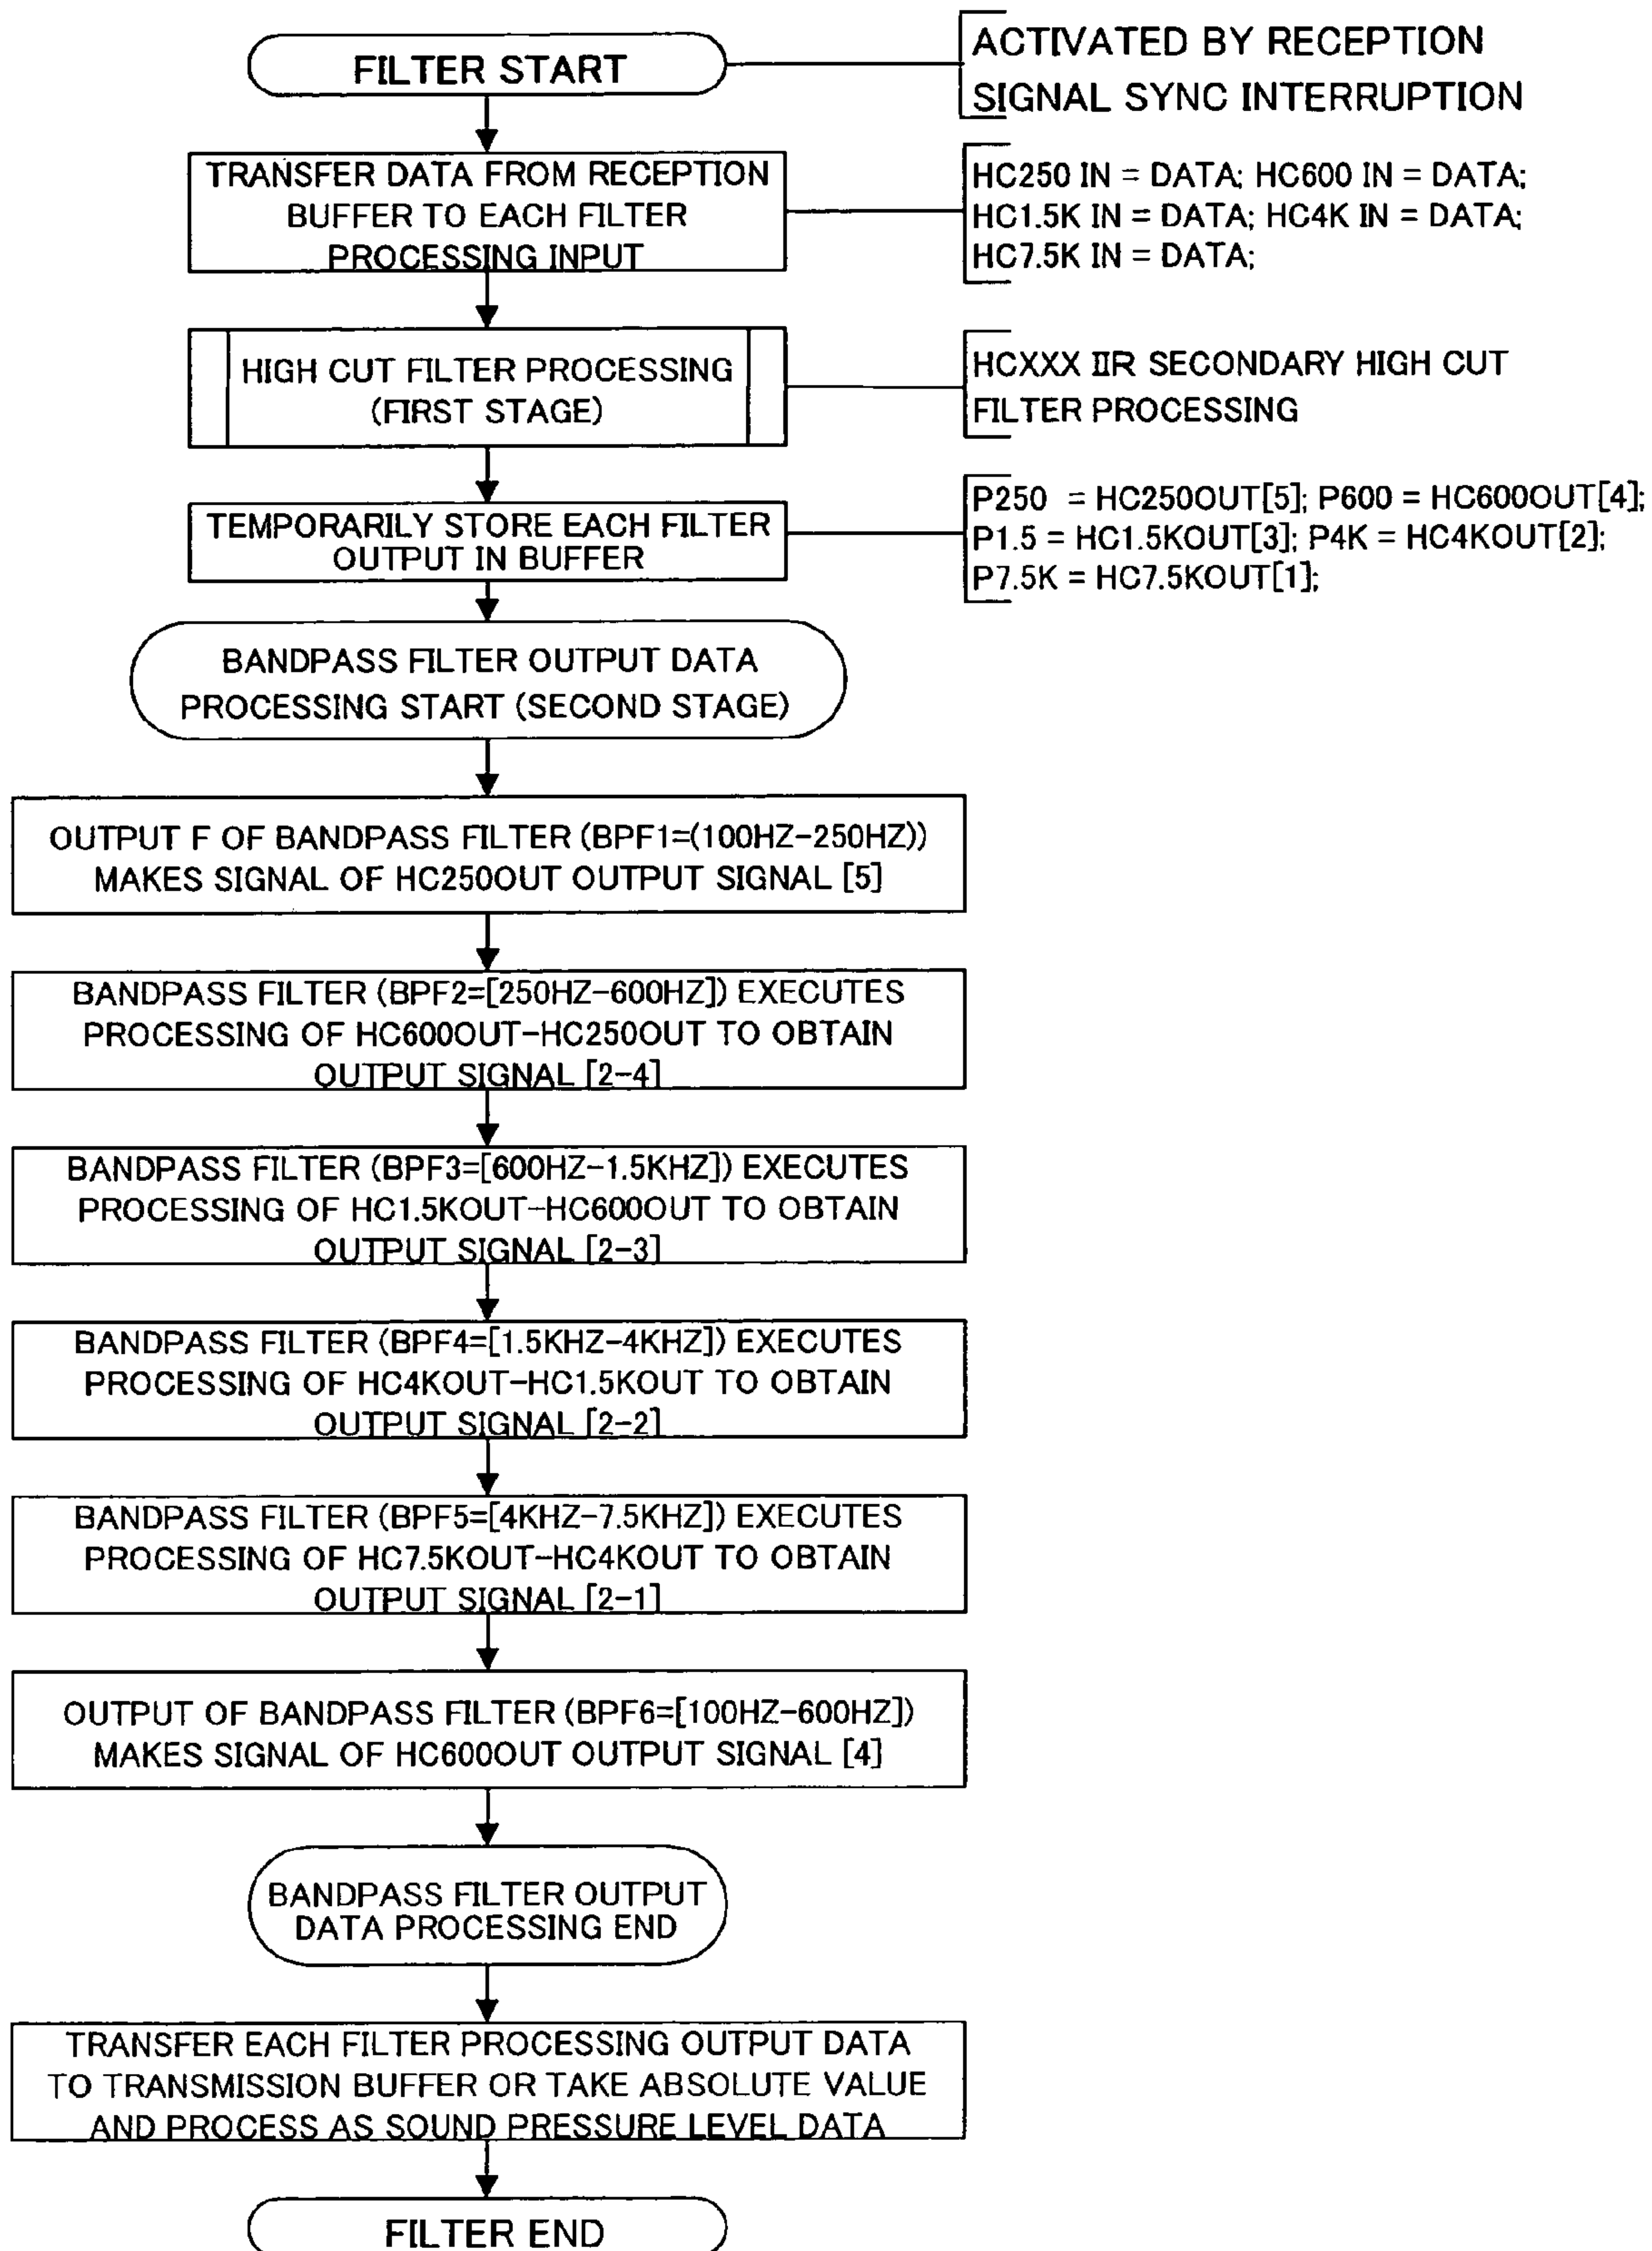 FILTER START
ACTIVATED BY RECEPTION
SIGNAL SYNC INTERRUPTION
TRANSFER DATA FROM RECEPTION
BUFFER TO EACH FILTER
PROCESSING INPUT
HC250 IN = DATA; HC600 IN = DATA;
HC1.5K IN = DATA; HC4K IN = DATA;
HC7.5K IN = DATA;
HIGH CUT FILTER PROCESSING
(FIRST STAGE)
HCXXX IIR SECONDARY HIGH CUT
FILTER PROCESSING
TEMPORARILY STORE EACH FILTER
OUTPUT IN BUFFER
P250 = HC250OUT[5]; P600 = HC600OUT[4];
P1.5 = HC1.5KOUT[3]; P4K = HC4KOUT[2];
P7.5K = HC7.5KOUT[1];
BANDPASS FILTER OUTPUT DATA
PROCESSING START (SECOND STAGE)
OUTPUT F OF BANDPASS FILTER (BPF1=(100HZ-250HZ))
MAKES SIGNAL OF HC250OUT OUTPUT SIGNAL [5]
BANDPASS FILTER (BPF2=[250HZ-600HZ]) EXECUTES
PROCESSING OF HC600OUT-HC250OUT TO OBTAIN
OUTPUT SIGNAL [2-4]
BANDPASS FILTER (BPF3=[600HZ-1.5KHZ]) EXECUTES
PROCESSING OF HC1.5KOUT-HC600OUT TO OBTAIN
OUTPUT SIGNAL [2-3]
BANDPASS FILTER (BPF4=[1.5KHZ-4KHZ]) EXECUTES
PROCESSING OF HC4KOUT-HC1.5KOUT TO OBTAIN
OUTPUT SIGNAL [2-2]
BANDPASS FILTER (BPF5=[4KHZ-7.5KHZ]) EXECUTES
PROCESSING OF HC7.5KOUT-HC4KOUT TO OBTAIN
OUTPUT SIGNAL [2-1]
OUTPUT OF BANDPASS FILTER (BPF6=[100HZ-600HZ])
MAKES SIGNAL OF HC600OUT OUTPUT SIGNAL [4]
BANDPASS FILTER OUTPUT
DATA PROCESSING END
TRANSFER EACH FILTER PROCESSING OUTPUT DATA
TO TRANSMISSION BUFFER OR TAKE ABSOLUTE VALUE
AND PROCESS AS SOUND PRESSURE LEVEL DATA
FILTER END